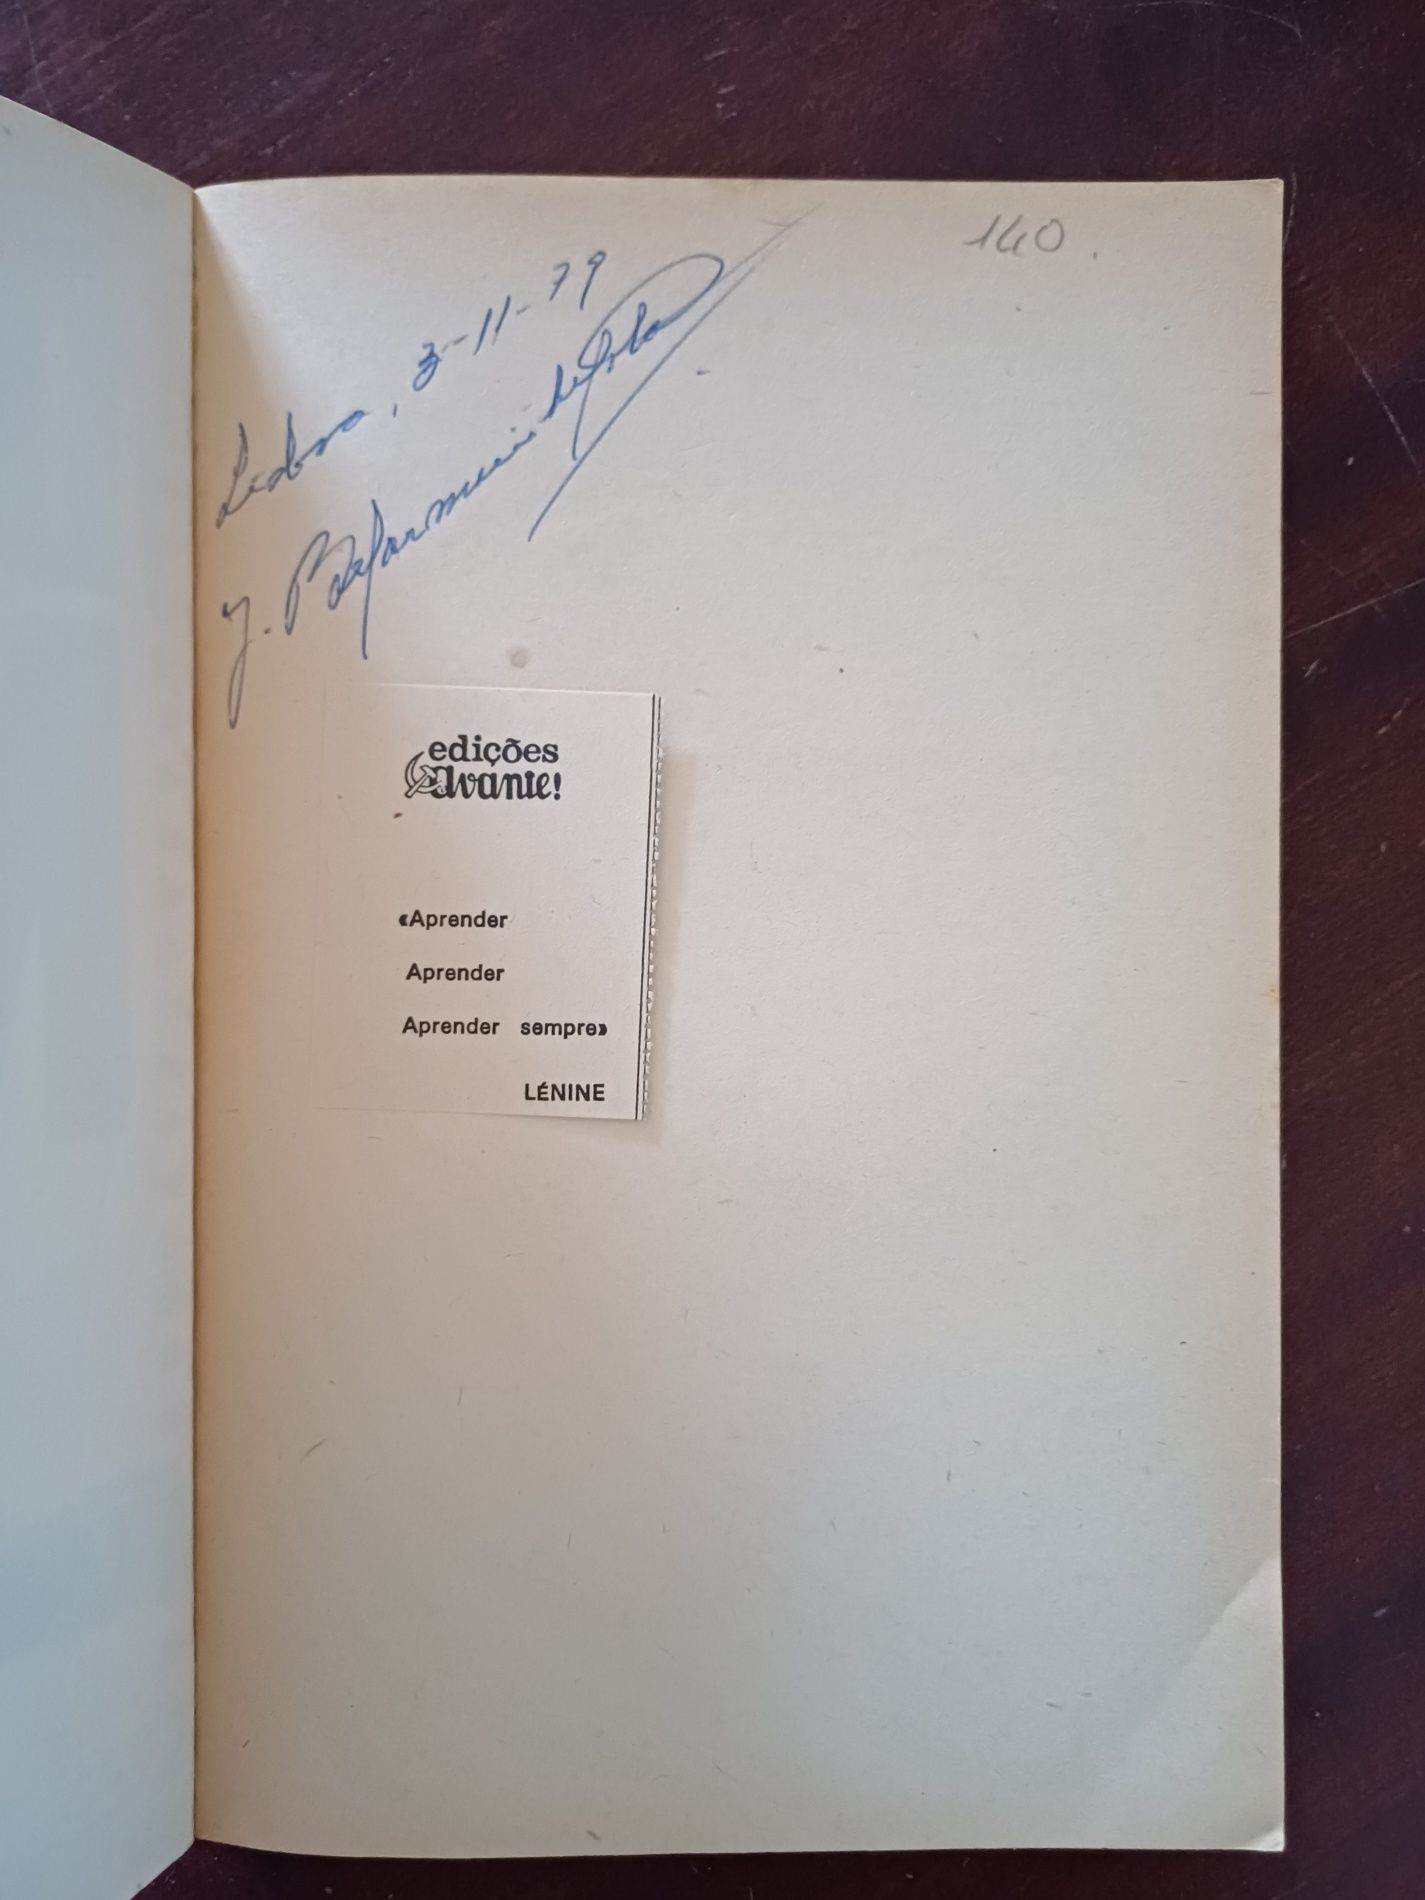 140.
Lisboa, 3-11-79
J.
edições
avante!
«Aprender
Aprender
Aprender sempre»
LÉNINE